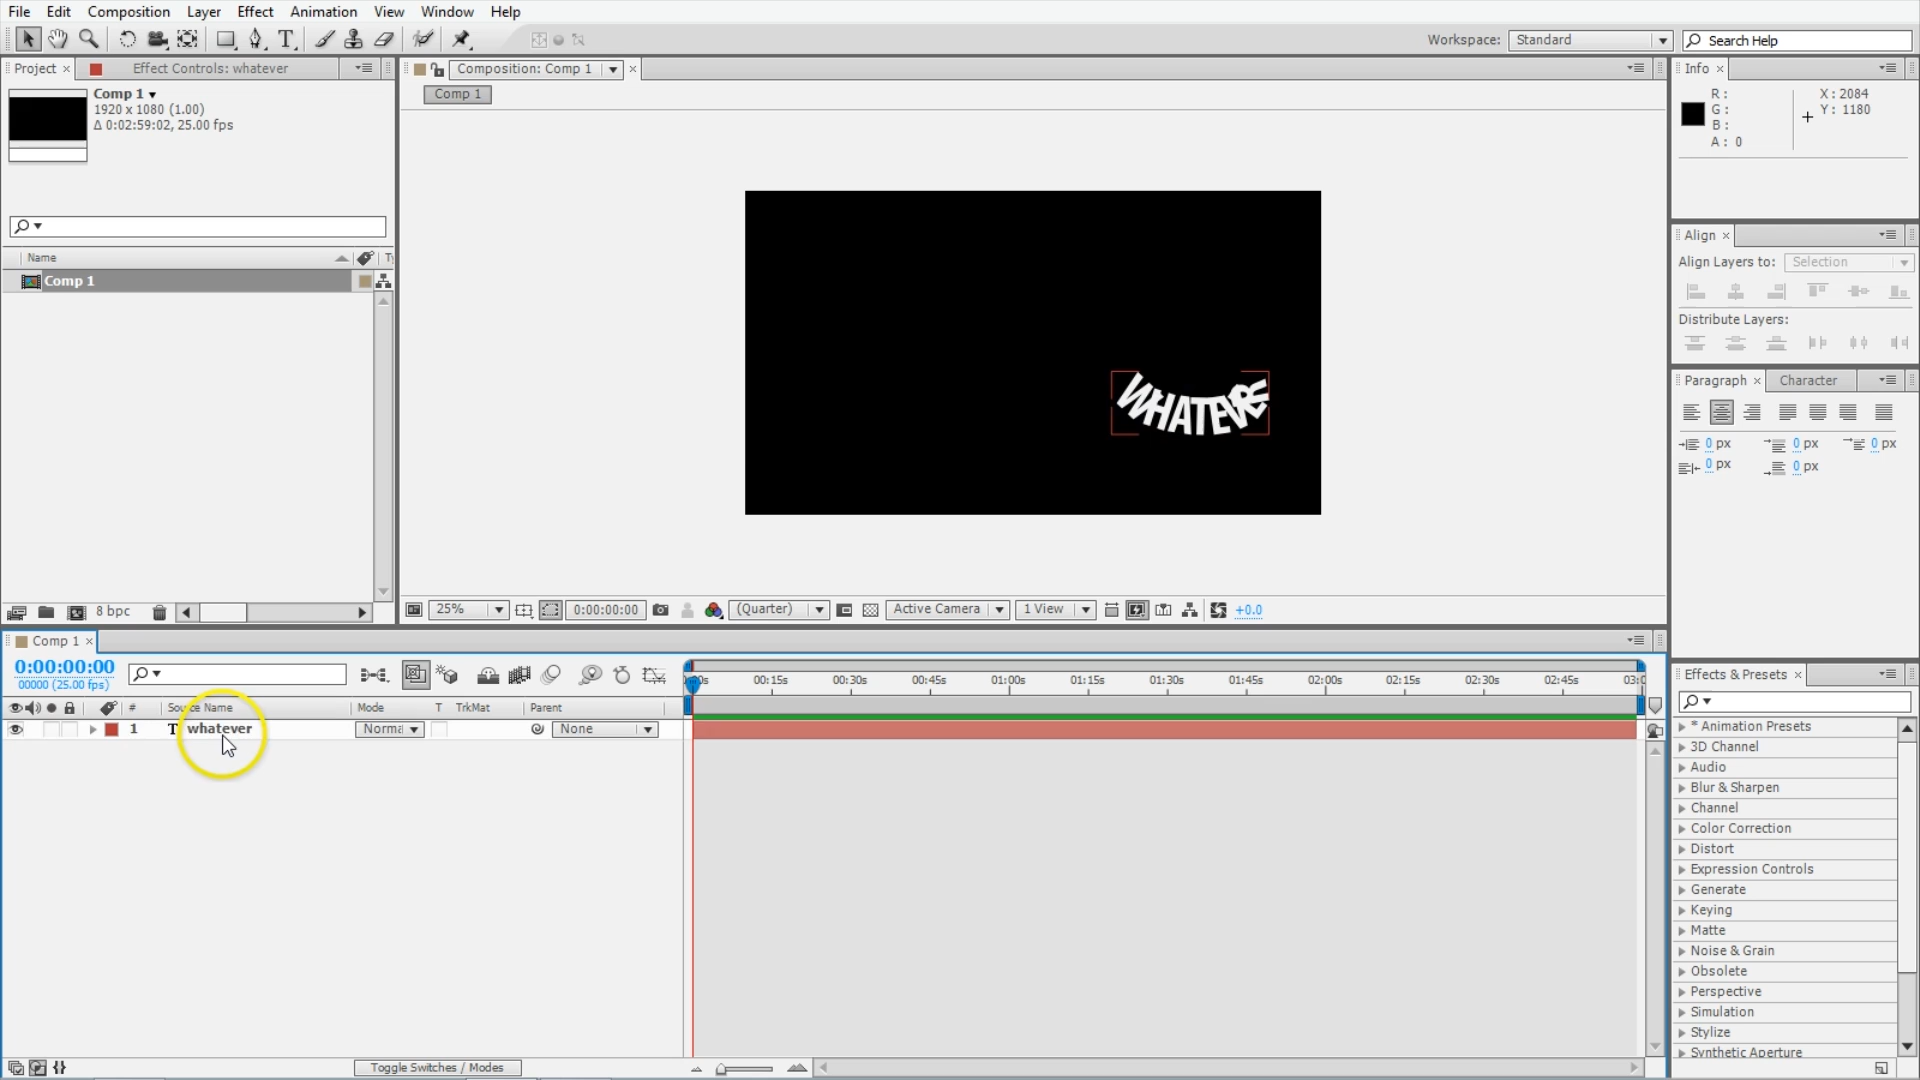 File Edit Composition Layer Effect Animation View Window Help
Workspace: Standard Search Help
Project Effect Controls: whatever
Composition: Comp 1
Comp 1
Info
Comp 1
1920 x 1080 (1.00)
Δ 0:02:59:02, 25.00 fps
R:
G:
B:
A: 0
X: 2084
Y: 1180
Name
Comp 1
WHATEVER
Align
Align Layers to: Selection
Distribute Layers:
Paragraph Character
0 px 0 px 0 px
0 px 0 px
8 bpc
25% 0:00:00:00 (Quarter) Active Camera 1 View +0.0
Comp 1
0:00:00:00
00000 (25.00 fps)
00:15s 00:30s 00:45s 01:00s 01:15s 01:30s 01:45s 02:00s 02:15s 02:30s 02:45s
# Source Name Mode T TrkMat Parent
1 T whatever Norma None
Effects & Presets
* Animation Presets
3D Channel
Audio
Blur & Sharpen
Channel
Color Correction
Distort
Expression Controls
Generate
Keying
Matte
Noise & Grain
Obsolete
Perspective
Simulation
Stylize
Synthetic Aperture
Toggle Switches / Modes